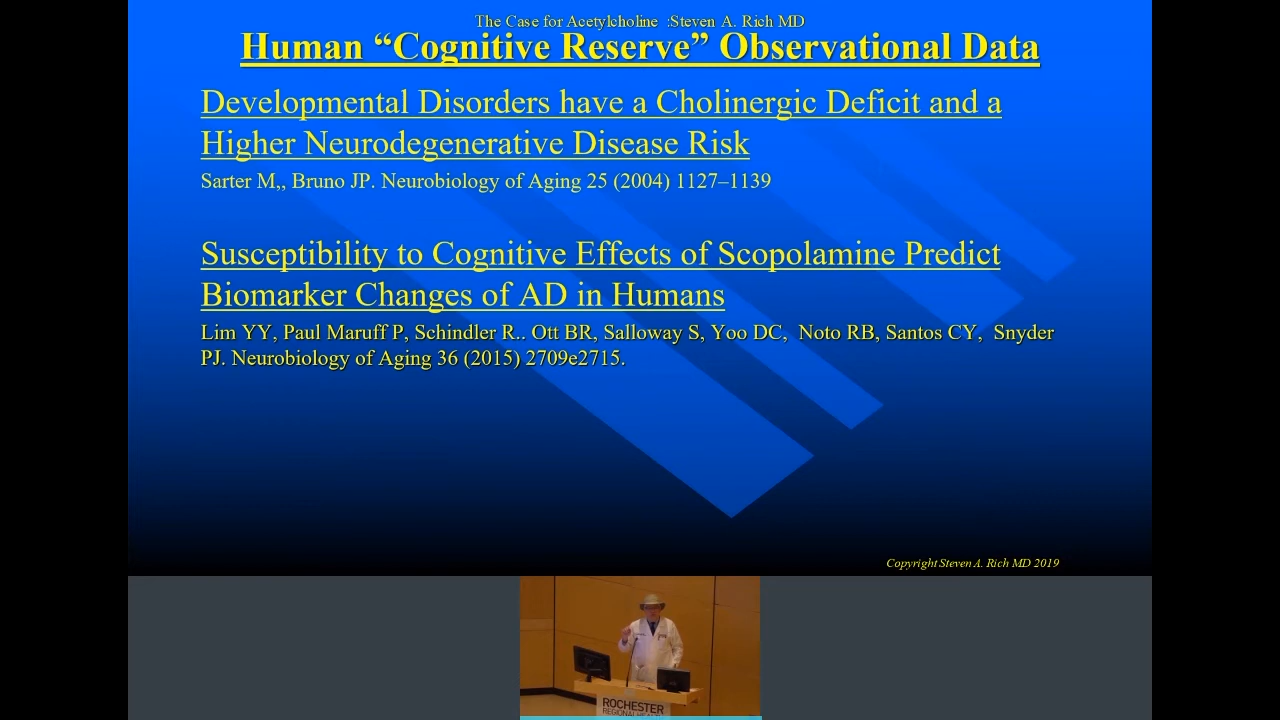 The Case for Acetylcholine :Steven A. Rich MD
Human “Cognitive Reserve” Observational Data
Developmental Disorders have a Cholinergic Deficit and a
Higher Neurodegenerative Disease Risk
Sarter M,, Bruno JP. Neurobiology of Aging 25 (2004) 1127–1139
Susceptibility to Cognitive Effects of Scopolamine Predict
Biomarker Changes of AD in Humans
Lim YY, Paul Maruff P, Schindler R.. Ott BR, Salloway S, Yoo DC, Noto RB, Santos CY, Snyder
PJ. Neurobiology of Aging 36 (2015) 2709e2715.
Copyright Steven A. Rich MD 2019
ROCHESTER
REGIONAL HEALTH